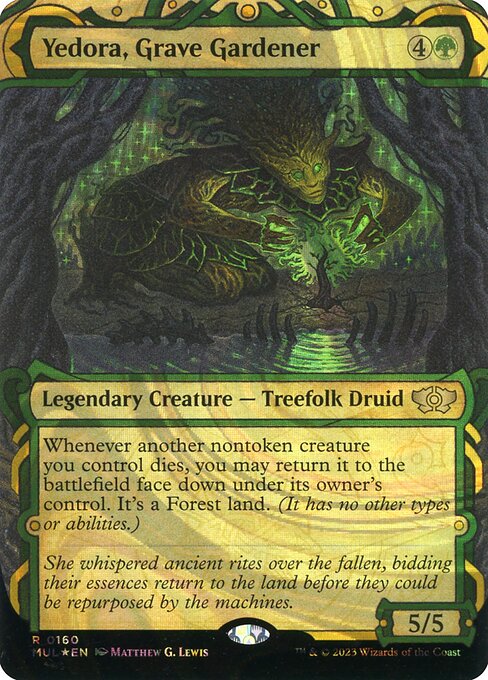 Yedora, Grave Gardener 4
Legendary Creature — Treefolk Druid
Whenever another nontoken creature
you control dies, you may return it to the
battlefield face down under its owner's
control. It's a Forest land. (It has no other types
or abilities.)
She whispered ancient rites over the fallen, bidding
their essences return to the land before they could
be repurposed by the machines.
5/5
R 0160
MUL★EN Matthew G. Lewis
™ & © 2023 Wizards of the Coast